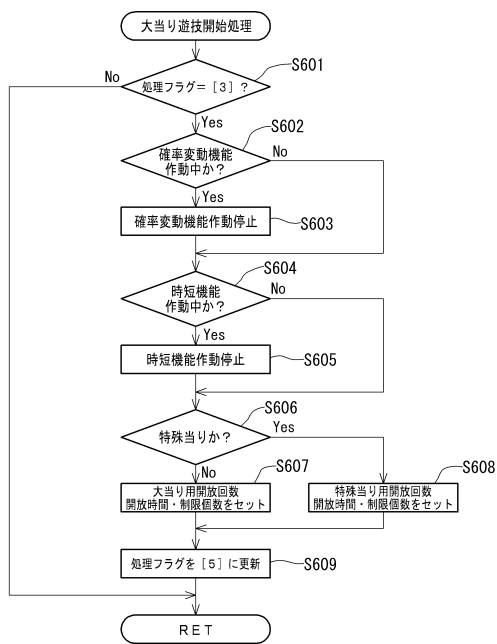 大当り遊技開始処理
S601
処理フラグ=［3］？
No
Yes
S602
確率変動機能
作動中か？
No
Yes
確率変動機能作動停止
S603
S604
時短機能
作動中か？
No
Yes
時短機能作動停止
S605
S606
特殊当りか？
Yes
No
S607
大当り用開放回数
開放時間・制限個数をセット
S608
特殊当り用開放回数
開放時間・制限個数をセット
処理フラグを［5］に更新
S609
RET